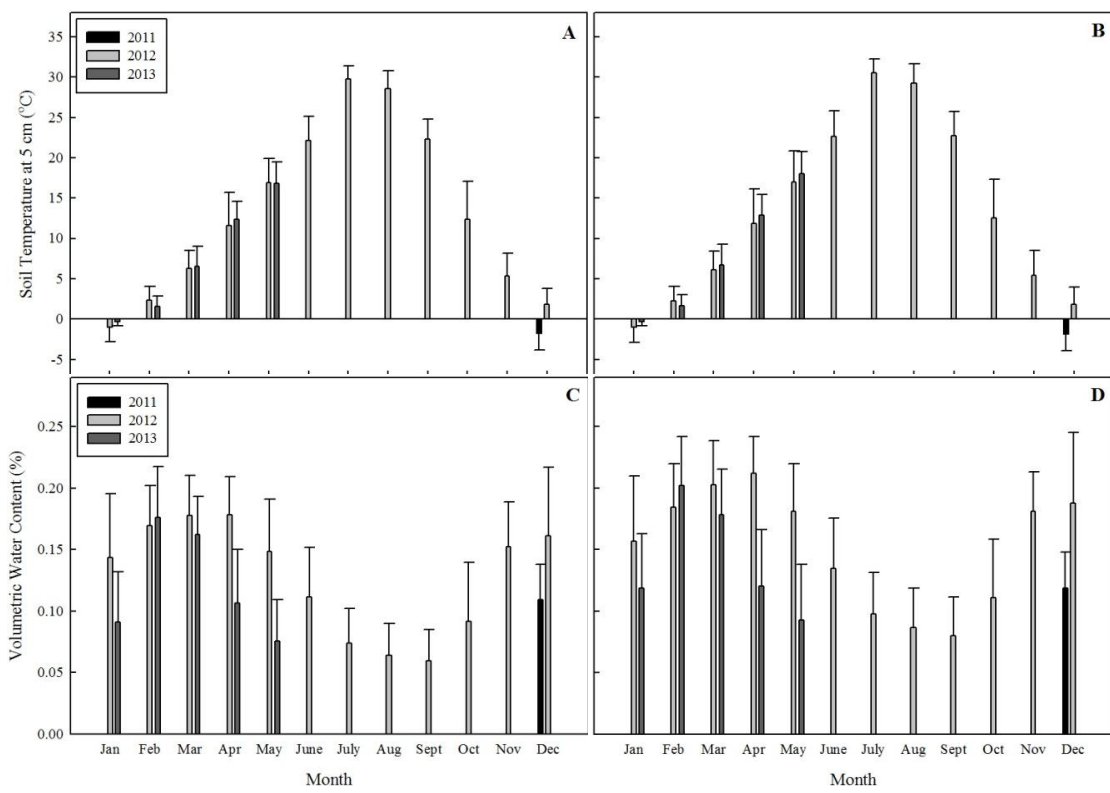 A
B
2011
2012
2013
Soil Temperature at 5 cm (°C)
35
30
25
20
15
10
5
0
-5
C
D
2011
2012
2013
Volumetric Water Content (%)
0.25
0.20
0.15
0.10
0.05
0.00
Jan Feb Mar Apr May June July Aug Sept Oct Nov Dec
Jan Feb Mar Apr May June July Aug Sept Oct Nov Dec
Month
Month